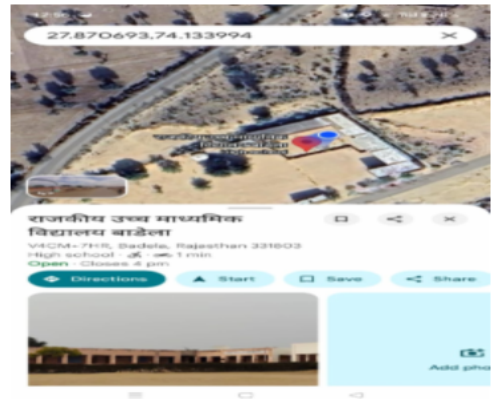 27.870693,74.133994
राजकीय उच्च माध्यमिक
विद्यालय बाडेला
V4CM+7HR, Badela, Rajasthan 331803
High school · 1 min
Open · Closes 4 pm
Directions
Start
Save
Share
Add pho